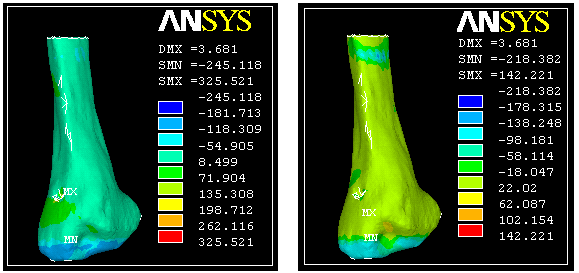 ANSYS
DMX =3.681
SMN =-245.118
SMX =325.521
-245.118
-181.713
-118.309
-54.905
8.499
71.904
135.308
198.712
262.116
325.521
MX
MN
ANSYS
DMX =3.681
SMN =-218.382
SMX =142.221
-218.382
-178.315
-138.248
-98.181
-58.114
-18.047
22.02
62.087
102.154
142.221
MX
MN